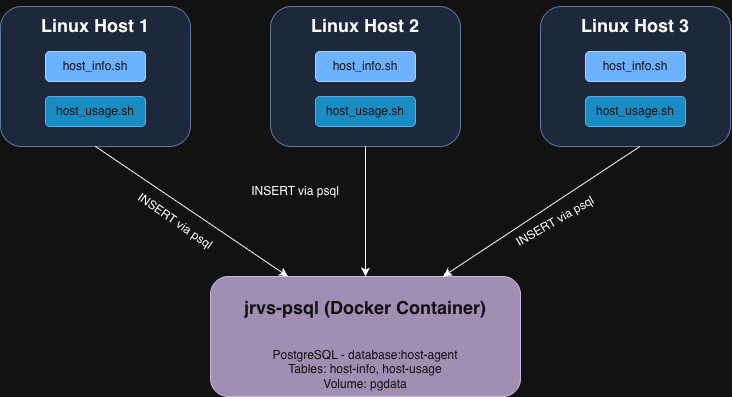 Linux Host 1
host_info.sh
host_usage.sh
Linux Host 2
host_info.sh
host_usage.sh
Linux Host 3
host_info.sh
host_usage.sh
INSERT via psql
INSERT via psql
INSERT via psql
jrvs-psql (Docker Container)
PostgreSQL - database:host-agent
Tables: host-info, host-usage
Volume: pgdata